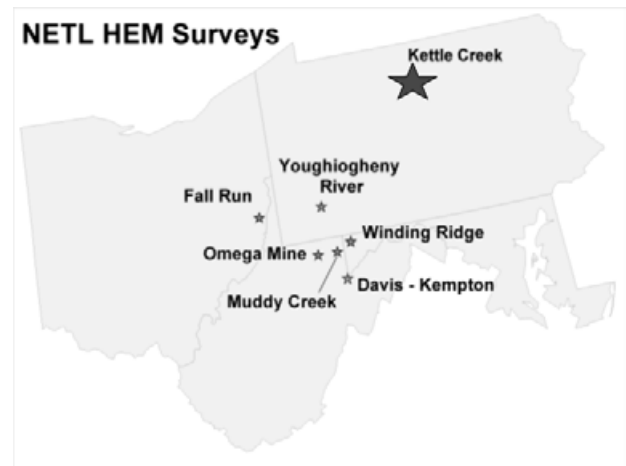 NETL HEM Surveys
Kettle Creek
Youghiogheny
River
Fall Run
Winding Ridge
Omega Mine
Davis - Kempton
Muddy Creek